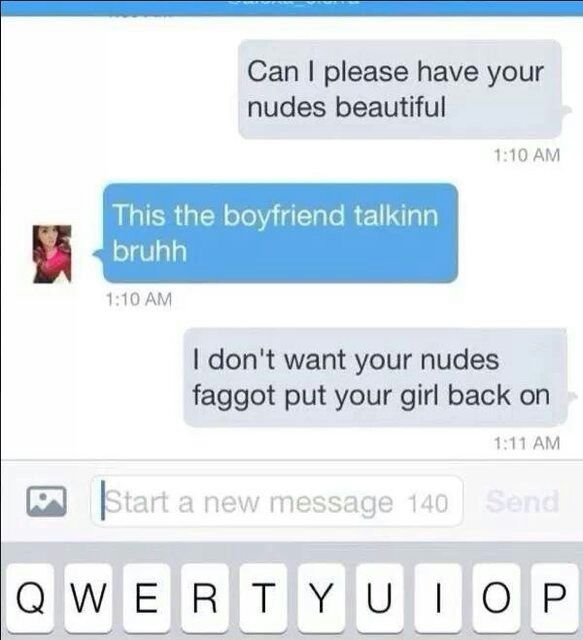 Can I please have your
nudes beautiful
1:10 AM
This the boyfriend talkinn
bruhh
1:10 AM
I don't want your nudes
faggot put your girl back on
1:11 AM
Start a new message 140 Send
Q W E R T Y U I O P